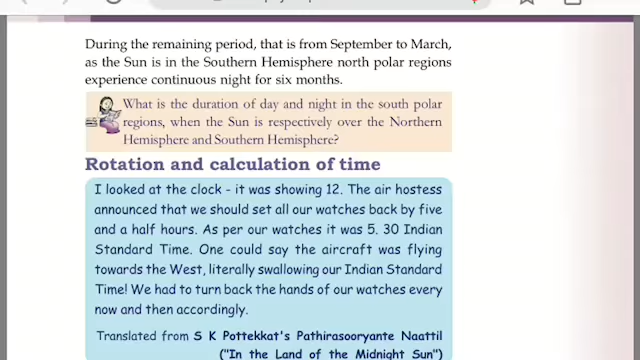 During the remaining period, that is from September to March,
as the Sun is in the Southern Hemisphere north polar regions
experience continuous night for six months.
What is the duration of day and night in the south polar
regions, when the Sun is respectively over the Northern
Hemisphere and Southern Hemisphere?
Rotation and calculation of time
I looked at the clock - it was showing 12. The air hostess
announced that we should set all our watches back by five
and a half hours. As per our watches it was 5. 30 Indian
Standard Time. One could say the aircraft was flying
towards the West, literally swallowing our Indian Standard
Time! We had to turn back the hands of our watches every
now and then accordingly.
Translated from S K Pottekkat's Pathirasooryante Naattil
("In the Land of the Midnight Sun")